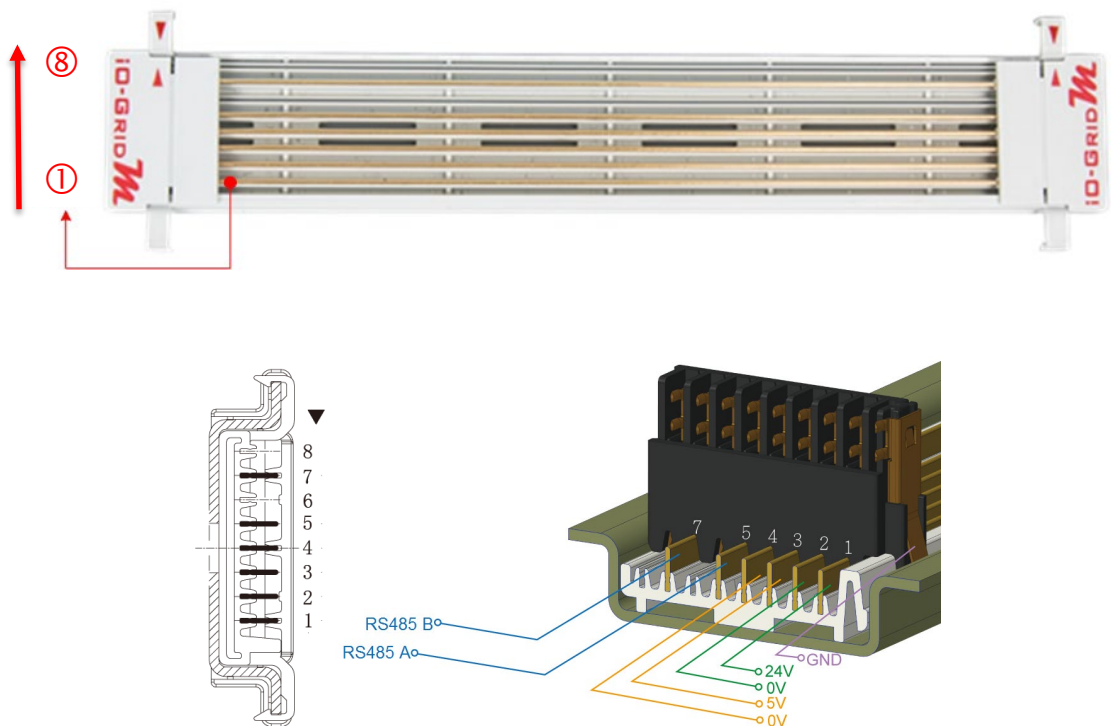 ⑧
①
iO-GRID M
iO-GRID M
8
7
6
5
4
3
2
1
7 5 4 3 2 1
RS485 B
RS485 A
GND
24V
0V
5V
0V